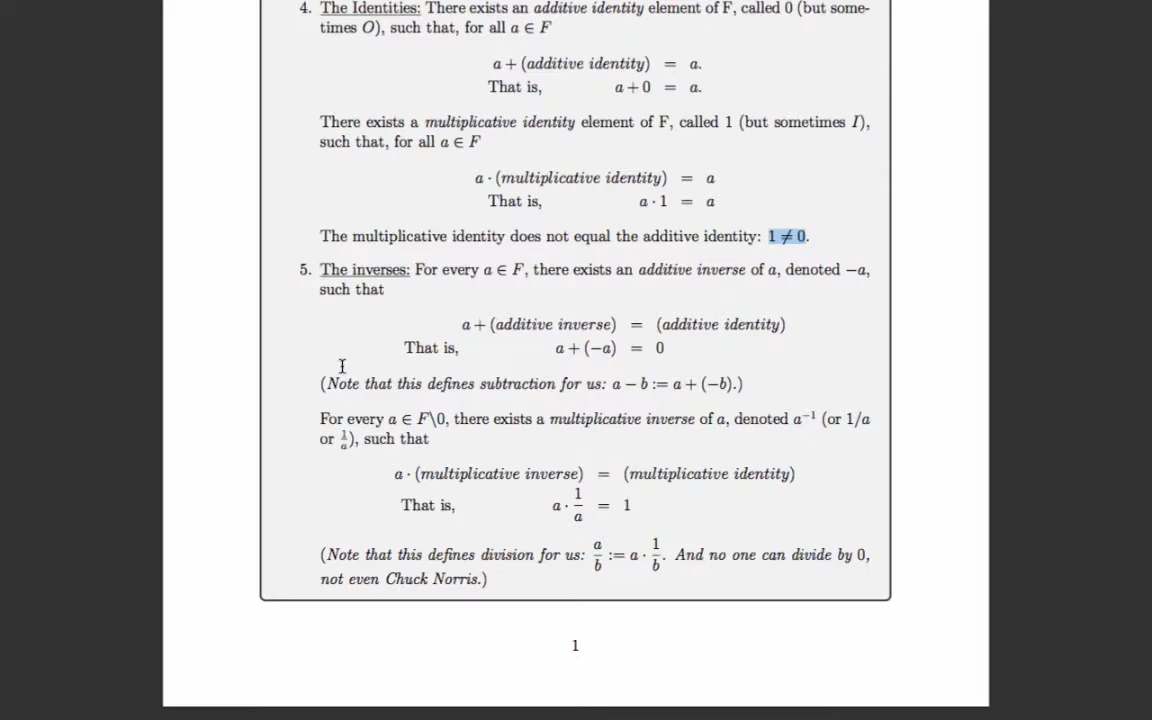 4. The Identities: There exists an additive identity element of F, called 0 (but some-
times O), such that, for all a ∈ F
a + (additive identity) = a.
That is, a + 0 = a.
There exists a multiplicative identity element of F, called 1 (but sometimes I),
such that, for all a ∈ F
a · (multiplicative identity) = a
That is, a · 1 = a
The multiplicative identity does not equal the additive identity: 1 ≠ 0.
5. The inverses: For every a ∈ F, there exists an additive inverse of a, denoted −a,
such that
a + (additive inverse) = (additive identity)
That is, a + (−a) = 0
(Note that this defines subtraction for us: a − b := a + (−b).)
For every a ∈ F\0, there exists a multiplicative inverse of a, denoted a⁻¹ (or 1/a
or 1/a), such that
a · (multiplicative inverse) = (multiplicative identity)
That is, a · 1/a = 1
(Note that this defines division for us: a/b := a · 1/b. And no one can divide by 0,
not even Chuck Norris.)
1